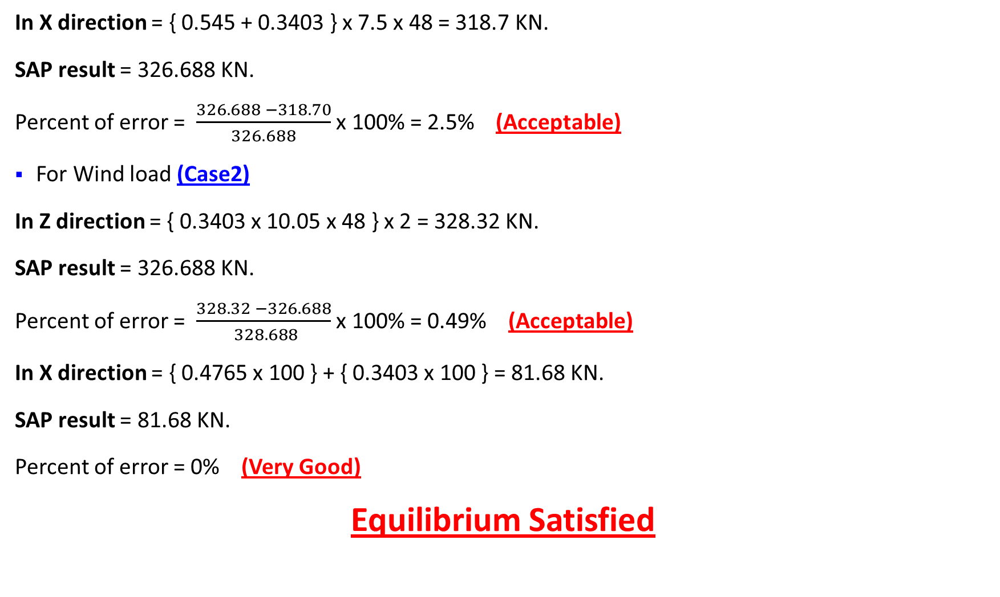 In X direction = { 0.545 + 0.3403 } x 7.5 x 48 = 318.7 KN.
SAP result = 326.688 KN.
Percent of error = \frac{326.688 −318.70}{326.688} x 100% = 2.5% (Acceptable)
▪ For Wind load (Case2)
In Z direction = { 0.3403 x 10.05 x 48 } x 2 = 328.32 KN.
SAP result = 326.688 KN.
Percent of error = \frac{328.32 −326.688}{328.688} x 100% = 0.49% (Acceptable)
In X direction = { 0.4765 x 100 } + { 0.3403 x 100 } = 81.68 KN.
SAP result = 81.68 KN.
Percent of error = 0% (Very Good)
Equilibrium Satisfied